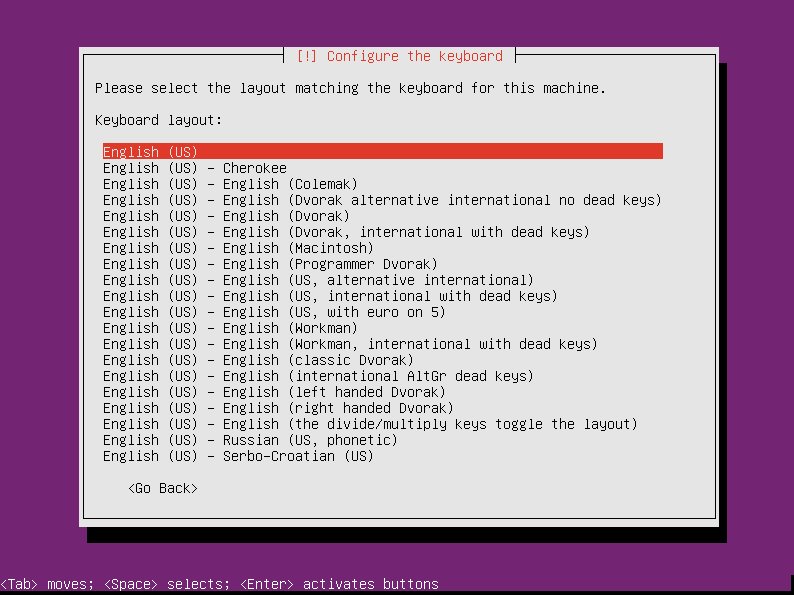 [!] Configure the keyboard
Please select the layout matching the keyboard for this machine.
Keyboard layout:
English (US)
English (US) – Cherokee
English (US) – English (Colemak)
English (US) – English (Dvorak alternative international no dead keys)
English (US) – English (Dvorak)
English (US) – English (Dvorak, international with dead keys)
English (US) – English (Macintosh)
English (US) – English (Programmer Dvorak)
English (US) – English (US, alternative international)
English (US) – English (US, international with dead keys)
English (US) – English (US, with euro on 5)
English (US) – English (Workman)
English (US) – English (Workman, international with dead keys)
English (US) – English (classic Dvorak)
English (US) – English (international AltGr dead keys)
English (US) – English (left handed Dvorak)
English (US) – English (right handed Dvorak)
English (US) – English (the divide/multiply keys toggle the layout)
English (US) – Russian (US, phonetic)
English (US) – Serbo–Croatian (US)
<Go Back>
<Tab> moves; <Space> selects; <Enter> activates buttons